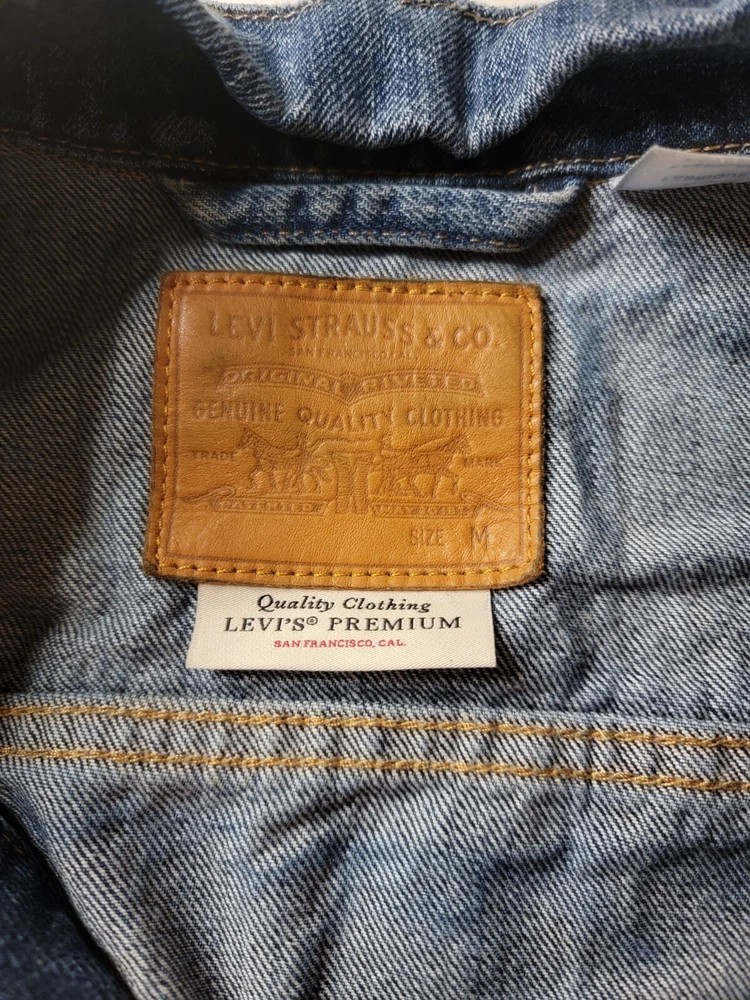 LEVI STRAUSS & CO.
SAN FRANCISCO CAL.
ORIGINAL RIVETED
GENUINE QUALITY CLOTHING
TRADE MARK
PATENTED MAY 20 1873
SIZE M
Quality Clothing
LEVI'S® PREMIUM
SAN FRANCISCO, CAL.